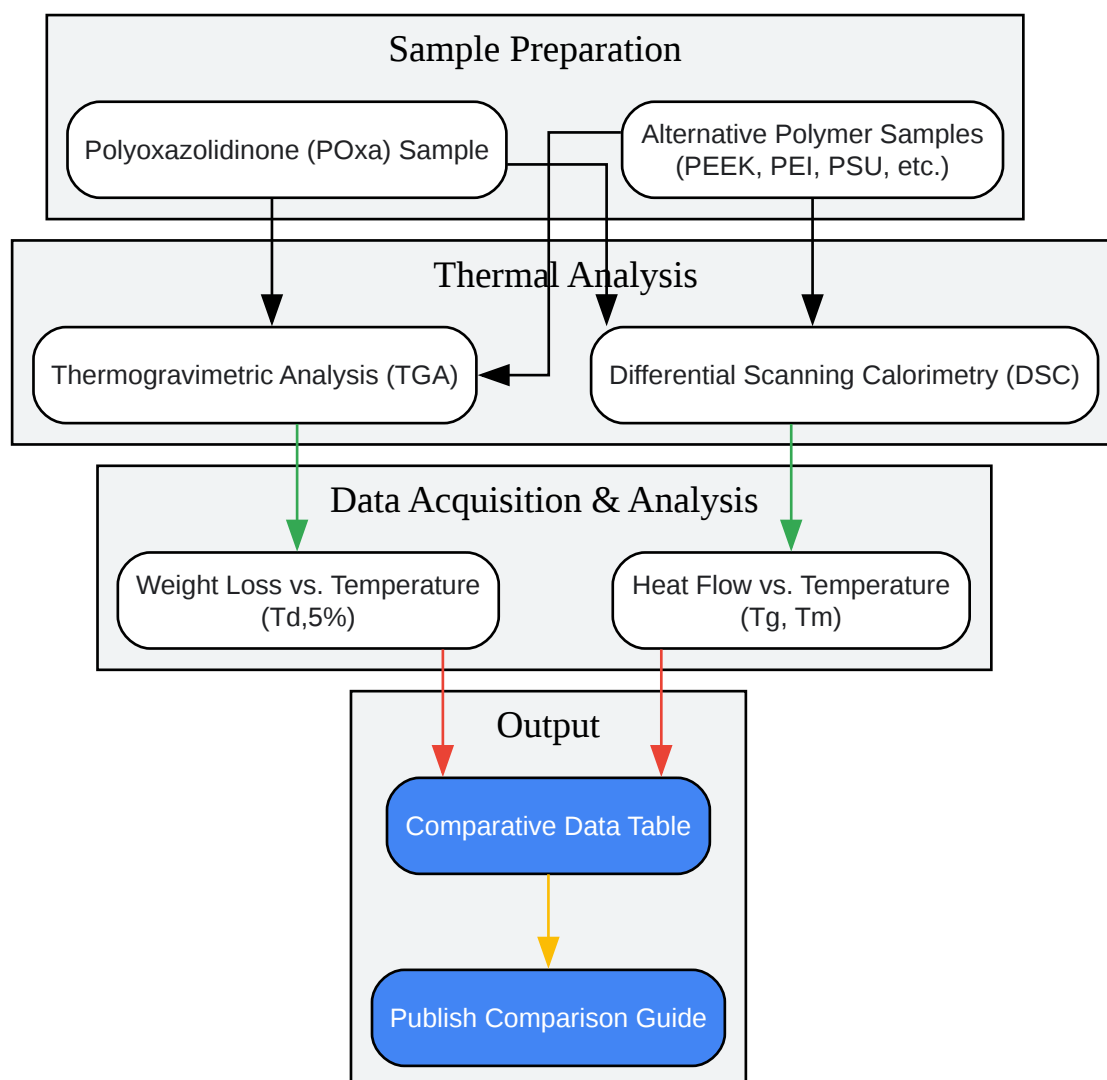 Sample Preparation
Polyoxazolidinone (POxa) Sample
Alternative Polymer Samples
(PEEK, PEI, PSU, etc.)
Thermal Analysis
Thermogravimetric Analysis (TGA)
Differential Scanning Calorimetry (DSC)
Data Acquisition & Analysis
Weight Loss vs. Temperature
(Td,5%)
Heat Flow vs. Temperature
(Tg, Tm)
Output
Comparative Data Table
Publish Comparison Guide